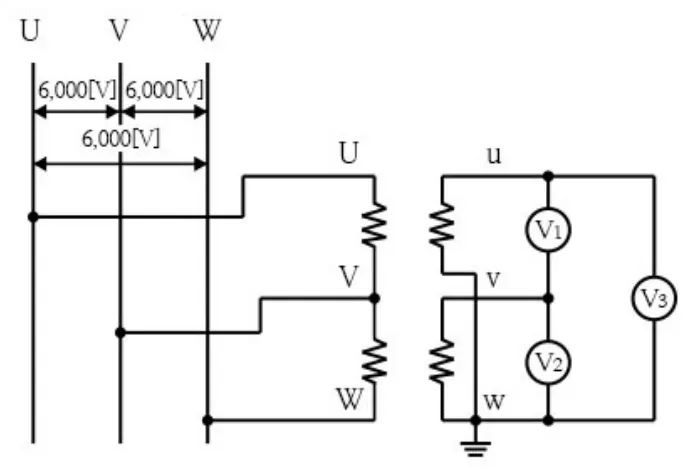 U V W
6,000[V] 6,000[V]
6,000[V]
U u
V1
V v
V3
V2
W w